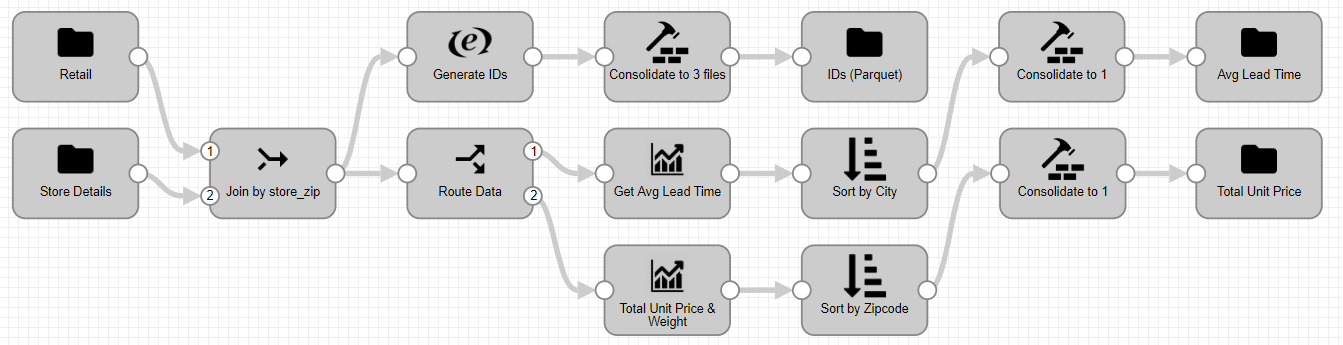 Retail
Generate IDs
Consolidate to 3 files
IDs (Parquet)
Consolidate to 1
Avg Lead Time
Store Details
1
2
Join by store_zip
Route Data
1
2
Get Avg Lead Time
Sort by City
Consolidate to 1
Total Unit Price
Total Unit Price &
Weight
Sort by Zipcode